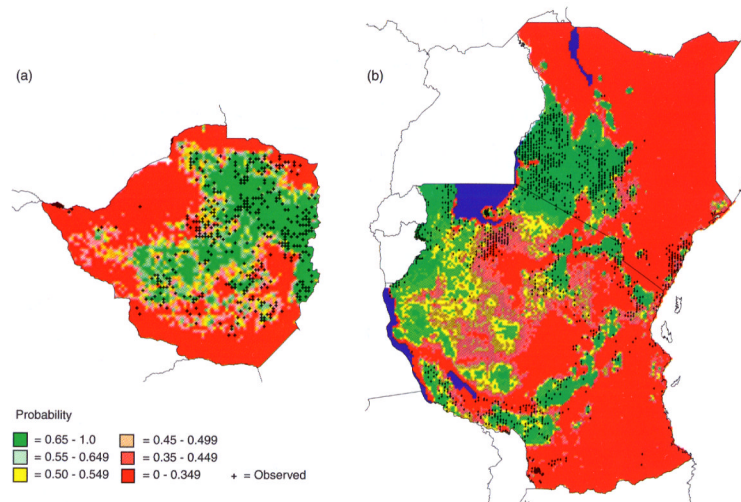 (a)
(b)
Probability
= 0.65 - 1.0
= 0.45 - 0.499
= 0.55 - 0.649
= 0.35 - 0.449
= 0.50 - 0.549
= 0 - 0.349
+ = Observed